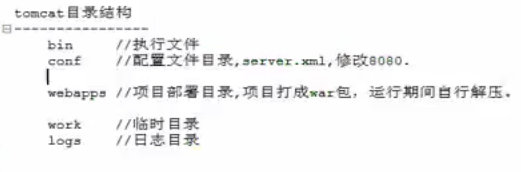 tomcat目录结构
-----------------
bin //执行文件
conf //配置文件目录,server.xml,修改8080.
webapps //项目部署目录,项目打成war包，运行期间自行解压。
work //临时目录
logs //日志目录